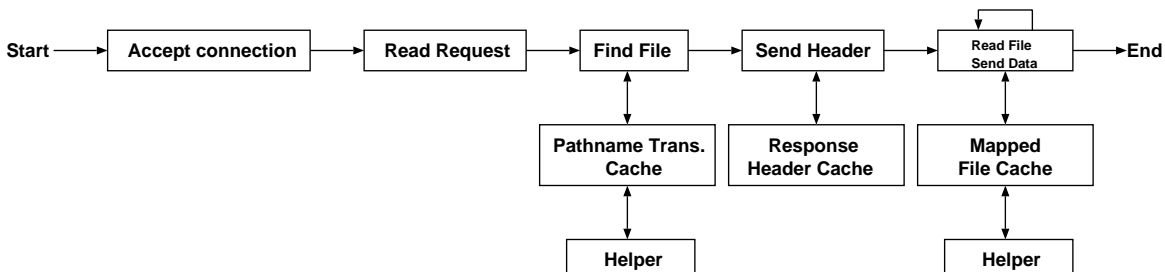 Start
Accept connection
Read Request
Find File
Send Header
Read File
Send Data
End
Pathname Trans.
Cache
Response
Header Cache
Mapped
File Cache
Helper
Helper